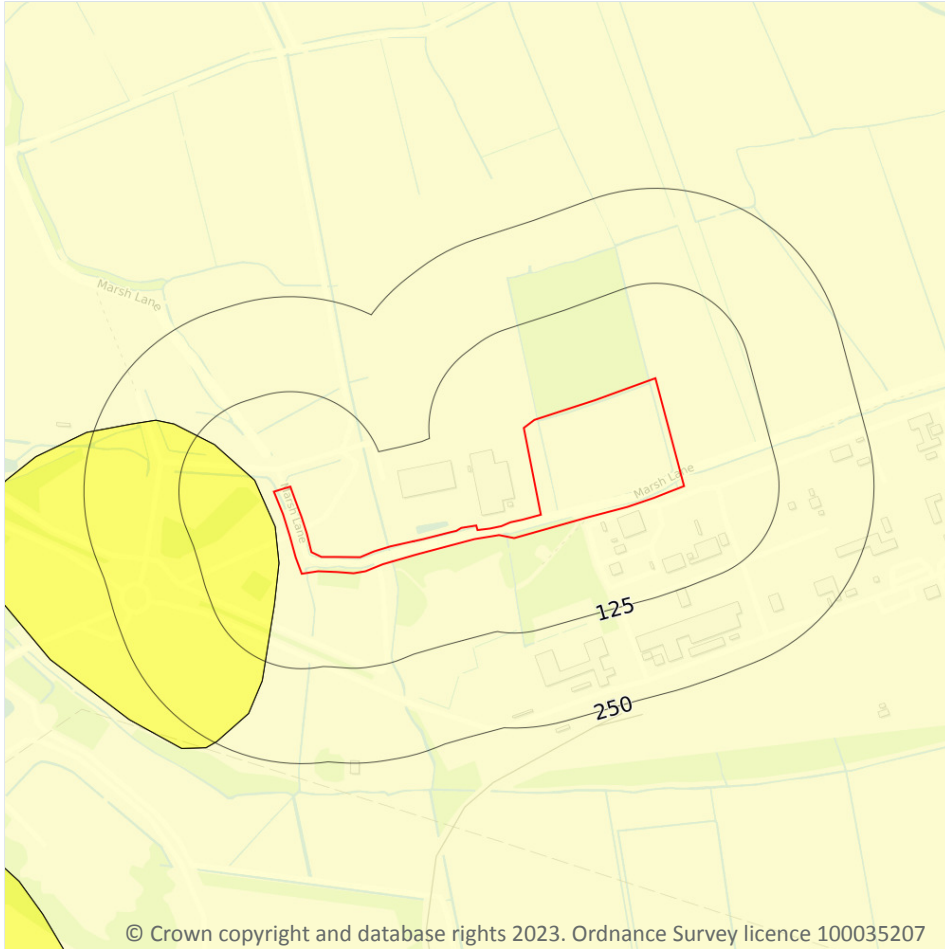 Marsh Lane
Marsh Lane
Marsh Lane
125
250
© Crown copyright and database rights 2023. Ordnance Survey licence 100035207